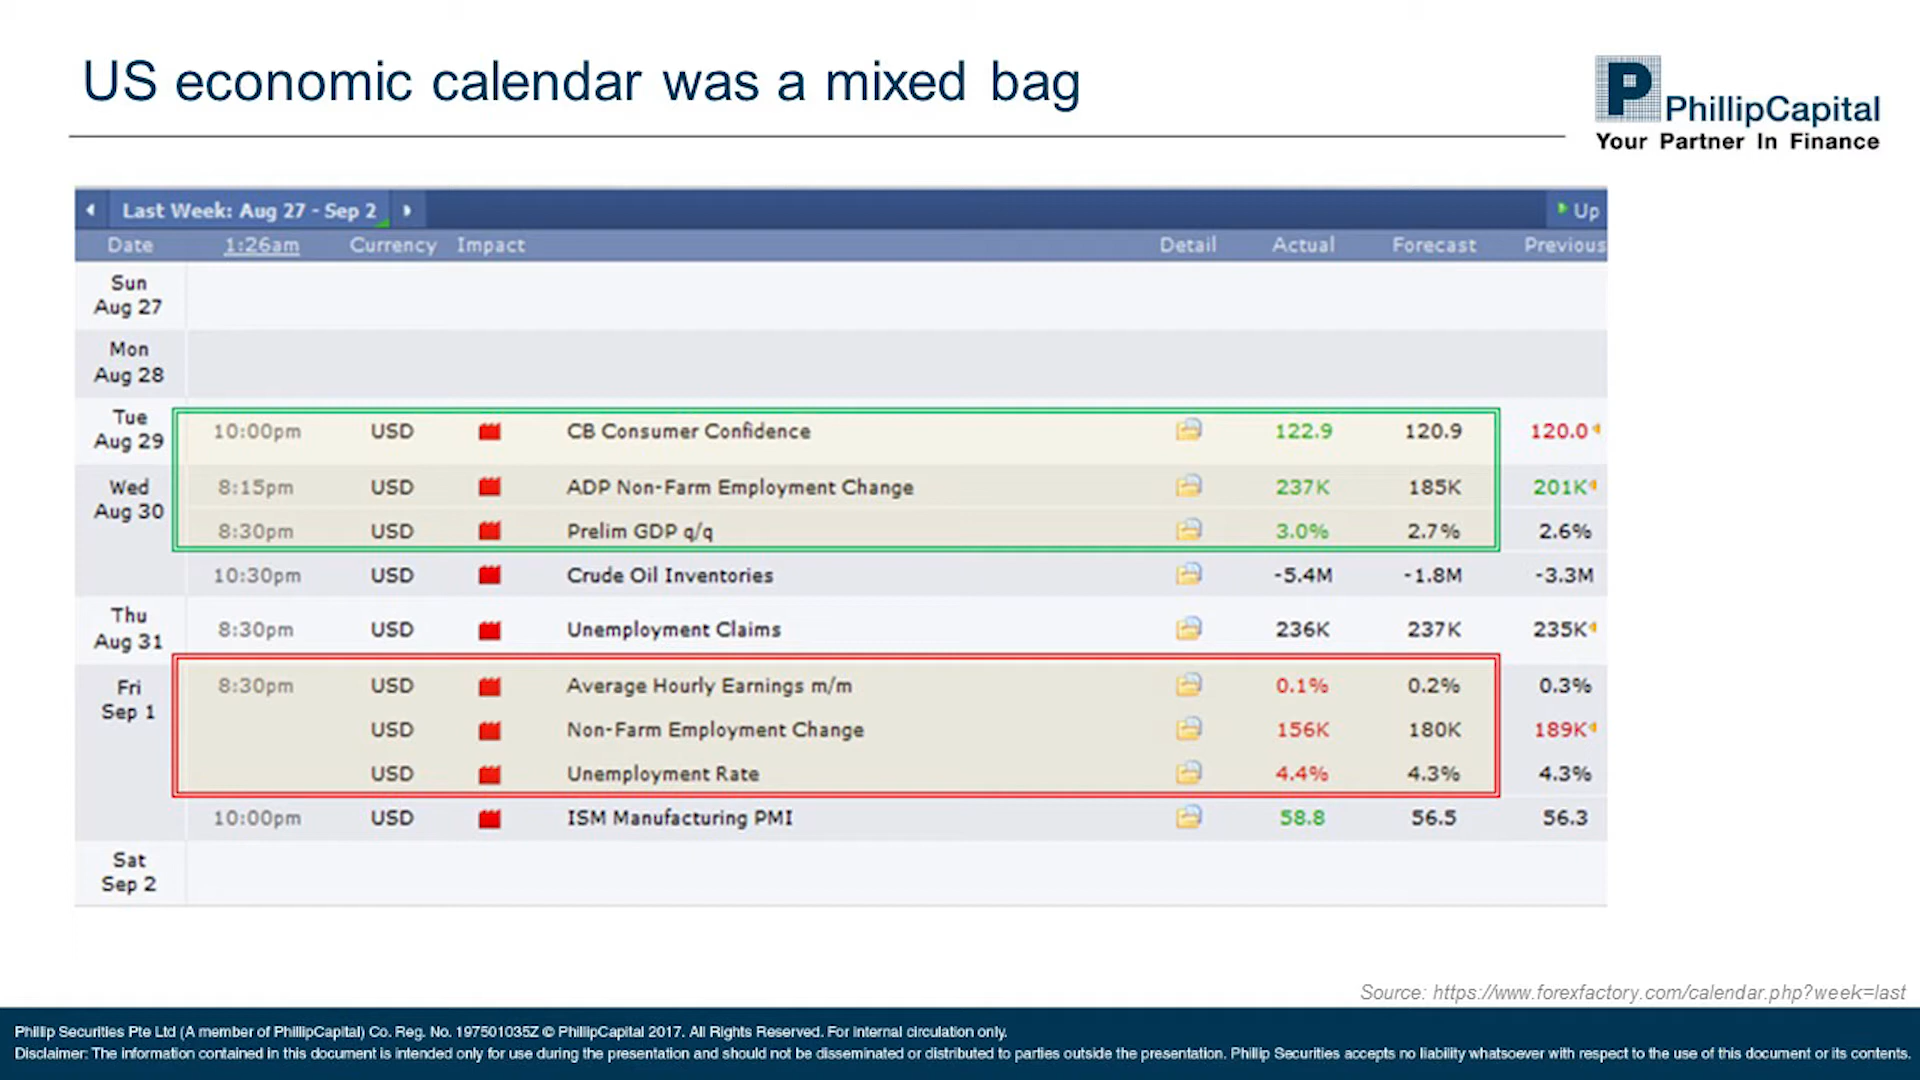 US economic calendar was a mixed bag
P PhillipCapital
Your Partner In Finance
Last Week: Aug 27 - Sep 2 Up
Date 1:26am Currency Impact Detail Actual Forecast Previous
Sun
Aug 27
Mon
Aug 28
Tue
Aug 29
10:00pm USD CB Consumer Confidence 122.9 120.9 120.0
Wed
Aug 30
8:15pm USD ADP Non-Farm Employment Change 237K 185K 201K
8:30pm USD Prelim GDP q/q 3.0% 2.7% 2.6%
10:30pm USD Crude Oil Inventories -5.4M -1.8M -3.3M
Thu
Aug 31
8:30pm USD Unemployment Claims 236K 237K 235K
Fri
Sep 1
8:30pm USD Average Hourly Earnings m/m 0.1% 0.2% 0.3%
USD Non-Farm Employment Change 156K 180K 189K
USD Unemployment Rate 4.4% 4.3% 4.3%
10:00pm USD ISM Manufacturing PMI 58.8 56.5 56.3
Sat
Sep 2
Source: https://www.forexfactory.com/calendar.php?week=last
Phillip Securities Pte Ltd (A member of PhillipCapital) Co. Reg. No. 197501035Z © PhillipCapital 2017. All Rights Reserved. For internal circulation only.
Disclaimer: The information contained in this document is intended only for use during the presentation and should not be disseminated or distributed to parties outside the presentation. Phillip Securities accepts no liability whatsoever with respect to the use of this document or its contents.